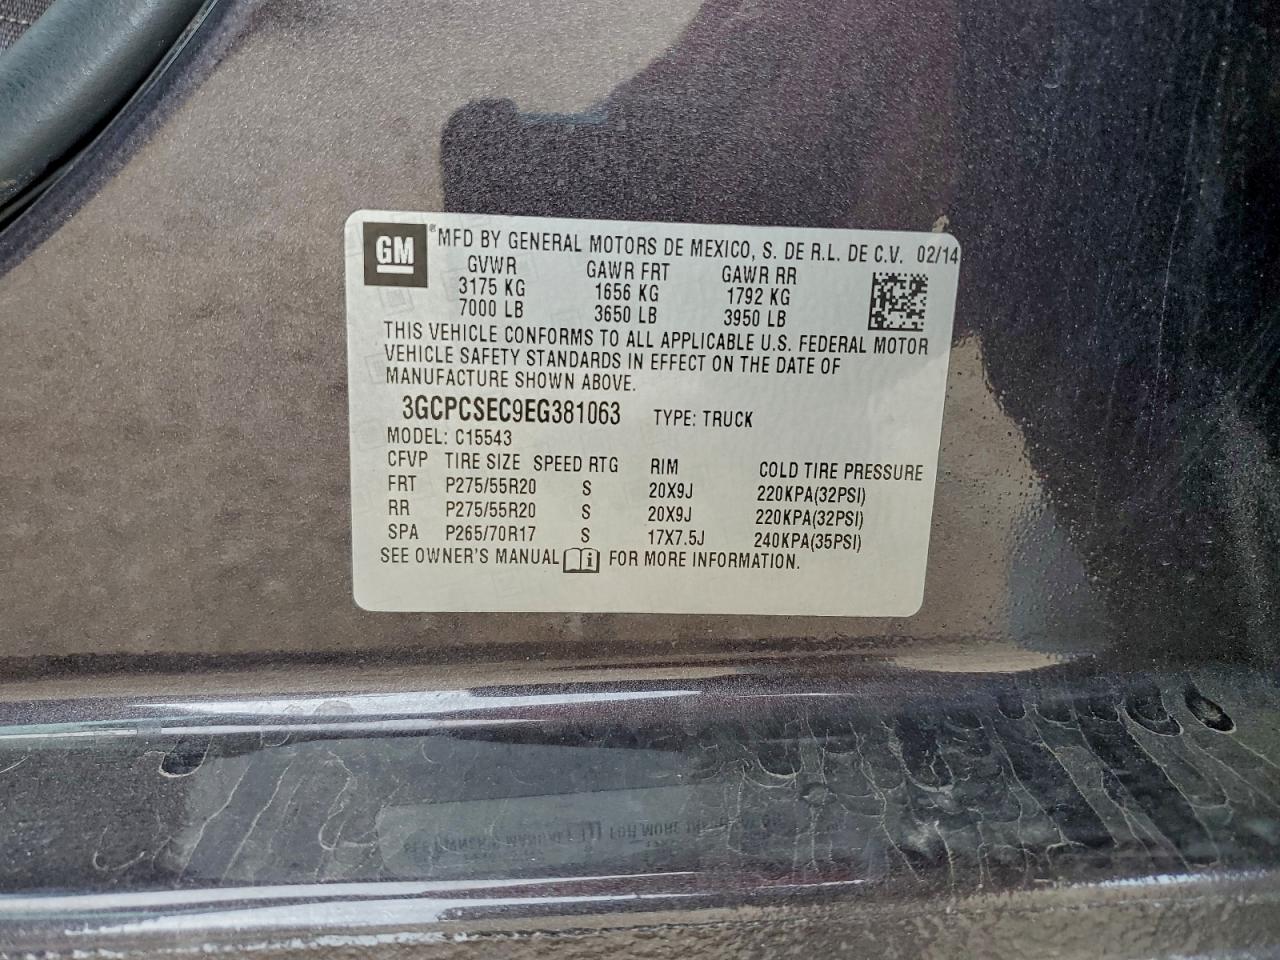 GM ® MFD BY GENERAL MOTORS DE MEXICO, S. DE R.L. DE C.V. 02/14
GVWR GAWR FRT GAWR RR
3175 KG 1656 KG 1792 KG
7000 LB 3650 LB 3950 LB
THIS VEHICLE CONFORMS TO ALL APPLICABLE U.S. FEDERAL MOTOR
VEHICLE SAFETY STANDARDS IN EFFECT ON THE DATE OF
MANUFACTURE SHOWN ABOVE.
3GCPCSEC9EG381063 TYPE: TRUCK
MODEL: C15543
CFVP TIRE SIZE SPEED RTG RIM COLD TIRE PRESSURE
FRT P275/55R20 S 20X9J 220KPA(32PSI)
RR P275/55R20 S 20X9J 220KPA(32PSI)
SPA P265/70R17 S 17X7.5J 240KPA(35PSI)
SEE OWNER'S MANUAL i FOR MORE INFORMATION.